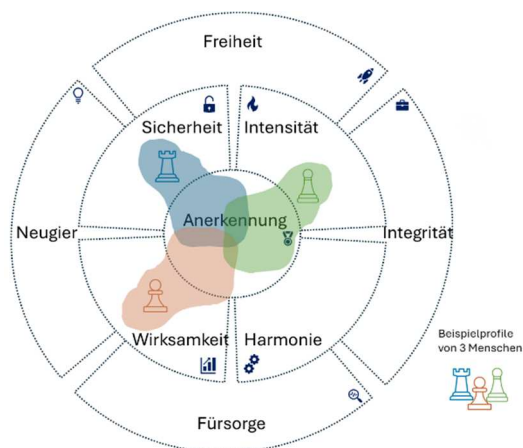 Freiheit
Sicherheit
Intensität
Neugier
Anerkennung
Integrität
Wirksamkeit
Harmonie
Fürsorge
Beispielprofile
von 3 Menschen